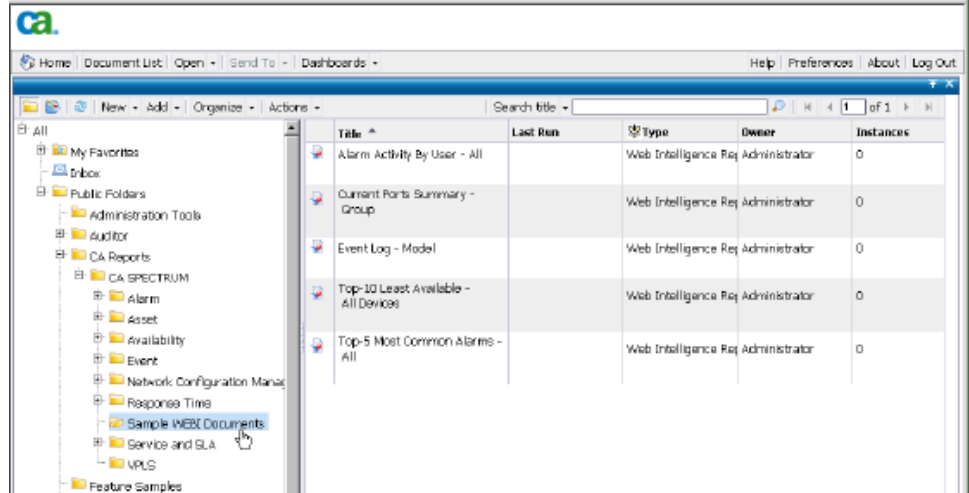 ca.
Home Document List Open Send To Dashboards Help Preferences About Log Out
New Add Organize Actions Search title 1 of 1
All
My Favorites
Inbox
Public Folders
Administration Tools
Auditor
CA Reports
CA SPECTRUM
Alarm
Asset
Availability
Event
Network Configuration Manag
Response Time
Sample WEBI Documents
Service and SLA
VPLS
Feature Samples
Title Last Run Type Owner Instances
Alarm Activity By User - All Web Intelligence Rep Administrator 0
Current Ports Summary -
Group Web Intelligence Rep Administrator 0
Event Log - Model Web Intelligence Rep Administrator 0
Top-10 Least Available -
All Devices Web Intelligence Rep Administrator 0
Top-5 Most Common Alarms -
All Web Intelligence Rep Administrator 0